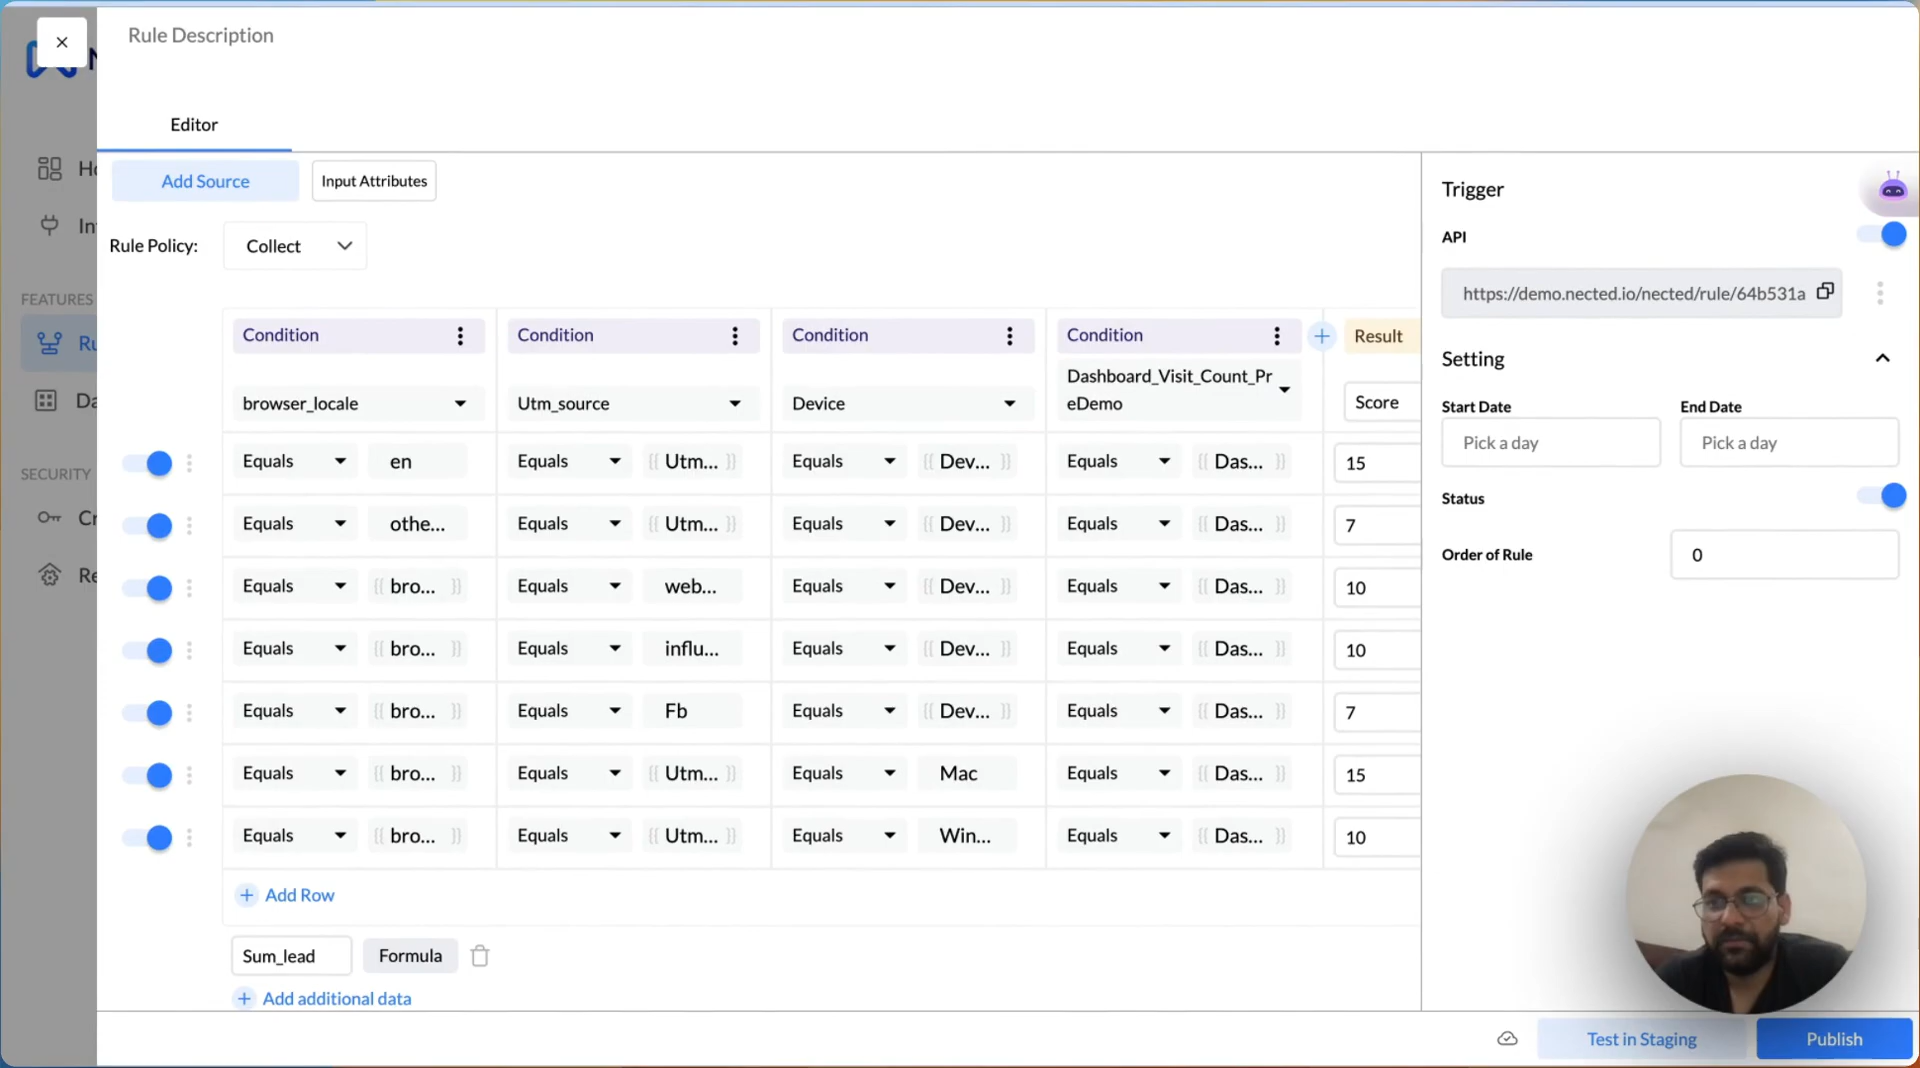 Rule Description
Editor
Add Source
Input Attributes
Rule Policy:
Collect
Condition
Condition
Condition
Condition
Result
browser_locale
Utm_source
Device
Dashboard_Visit_Count_Pr
eDemo
Score
Equals en Equals {{ Utm... }} Equals {{ Dev... }} Equals {{ Das... }} 15
Equals othe... Equals {{ Utm... }} Equals {{ Dev... }} Equals {{ Das... }} 7
Equals {{ bro... }} Equals web... Equals {{ Dev... }} Equals {{ Das... }} 10
Equals {{ bro... }} Equals influ... Equals {{ Dev... }} Equals {{ Das... }} 10
Equals {{ bro... }} Equals Fb Equals {{ Dev... }} Equals {{ Das... }} 7
Equals {{ bro... }} Equals {{ Utm... }} Equals Mac Equals {{ Das... }} 15
Equals {{ bro... }} Equals {{ Utm... }} Equals Win... Equals {{ Das... }} 10
+ Add Row
Sum_lead
Formula
+ Add additional data
Trigger
API
https://demo.nected.io/nected/rule/64b531a
Setting
Start Date
End Date
Pick a day
Pick a day
Status
Order of Rule
0
Test in Staging
Publish
Ho
In
FEATURES
Ru
Da
SECURITY
Cr
Re